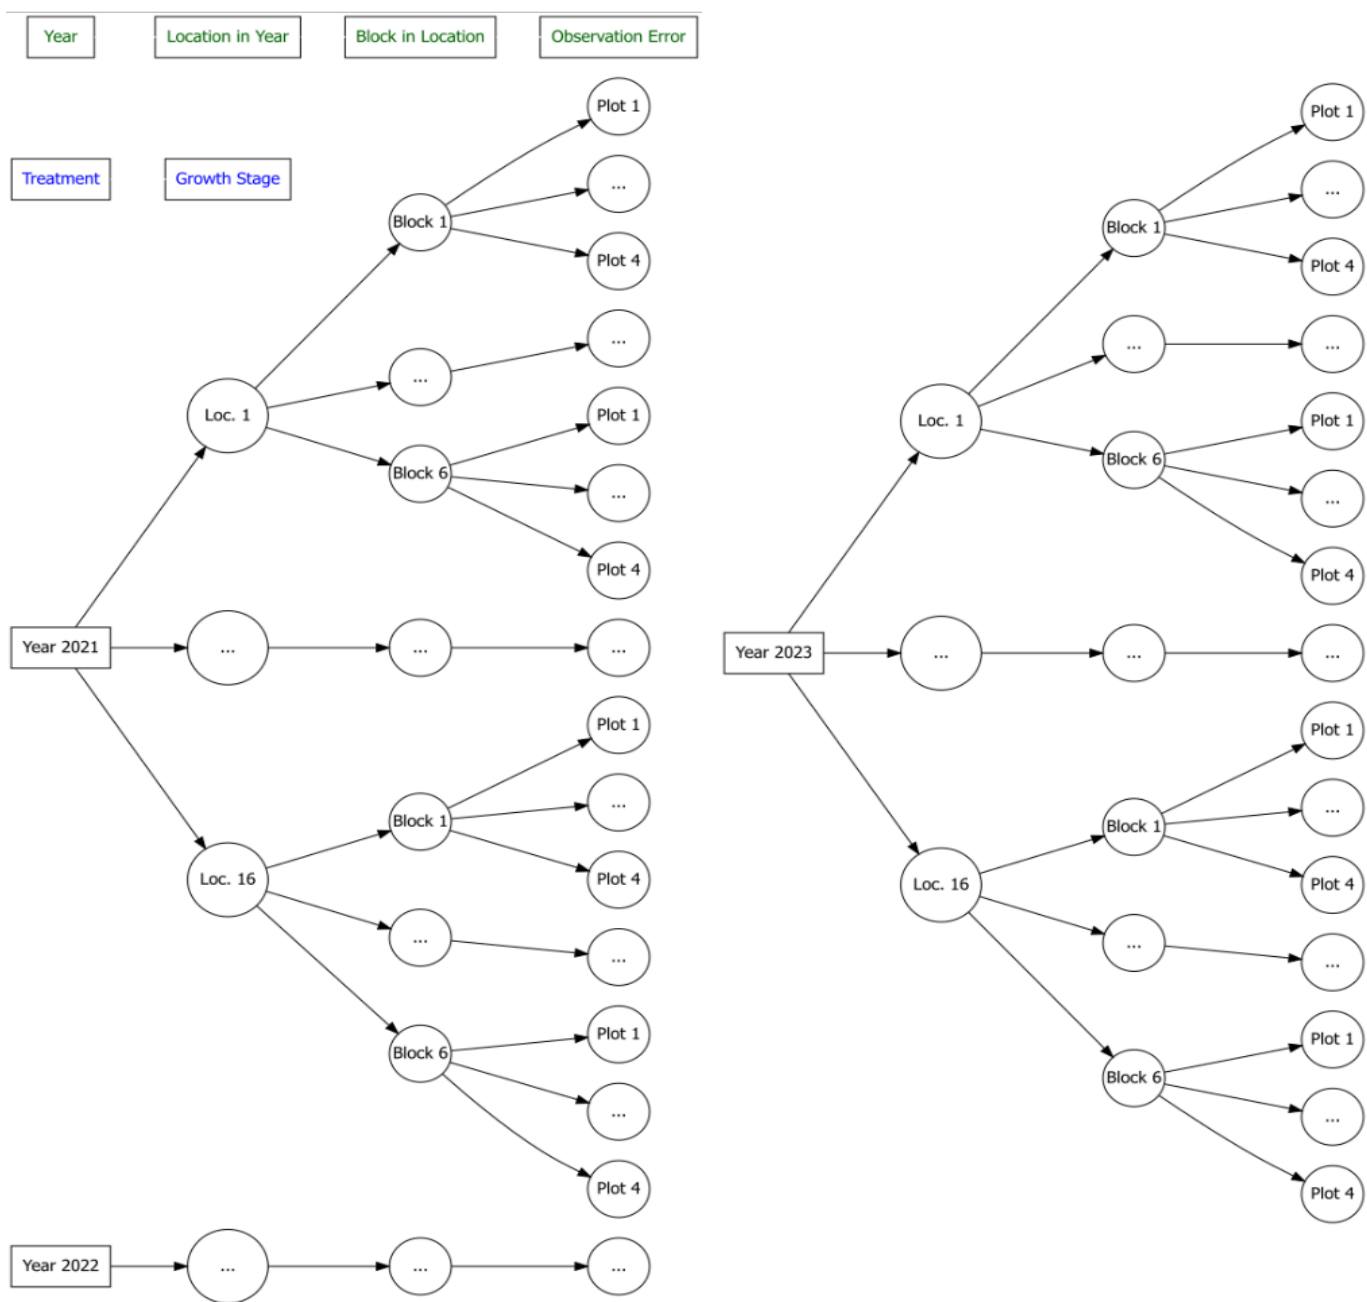 Year
Location in Year
Block in Location
Observation Error
Treatment
Growth Stage
Plot 1
...
Block 1
Plot 4
...
...
Loc. 1
Plot 1
Block 6
...
Plot 4
Year 2021
...
...
...
Plot 1
...
Block 1
Plot 4
Loc. 16
...
...
Plot 1
Block 6
...
Plot 4
Year 2022
...
...
...
Plot 1
...
Block 1
Plot 4
...
...
Loc. 1
Plot 1
Block 6
...
Plot 4
Year 2023
...
...
...
Plot 1
...
Block 1
Plot 4
Loc. 16
...
...
Plot 1
Block 6
...
Plot 4